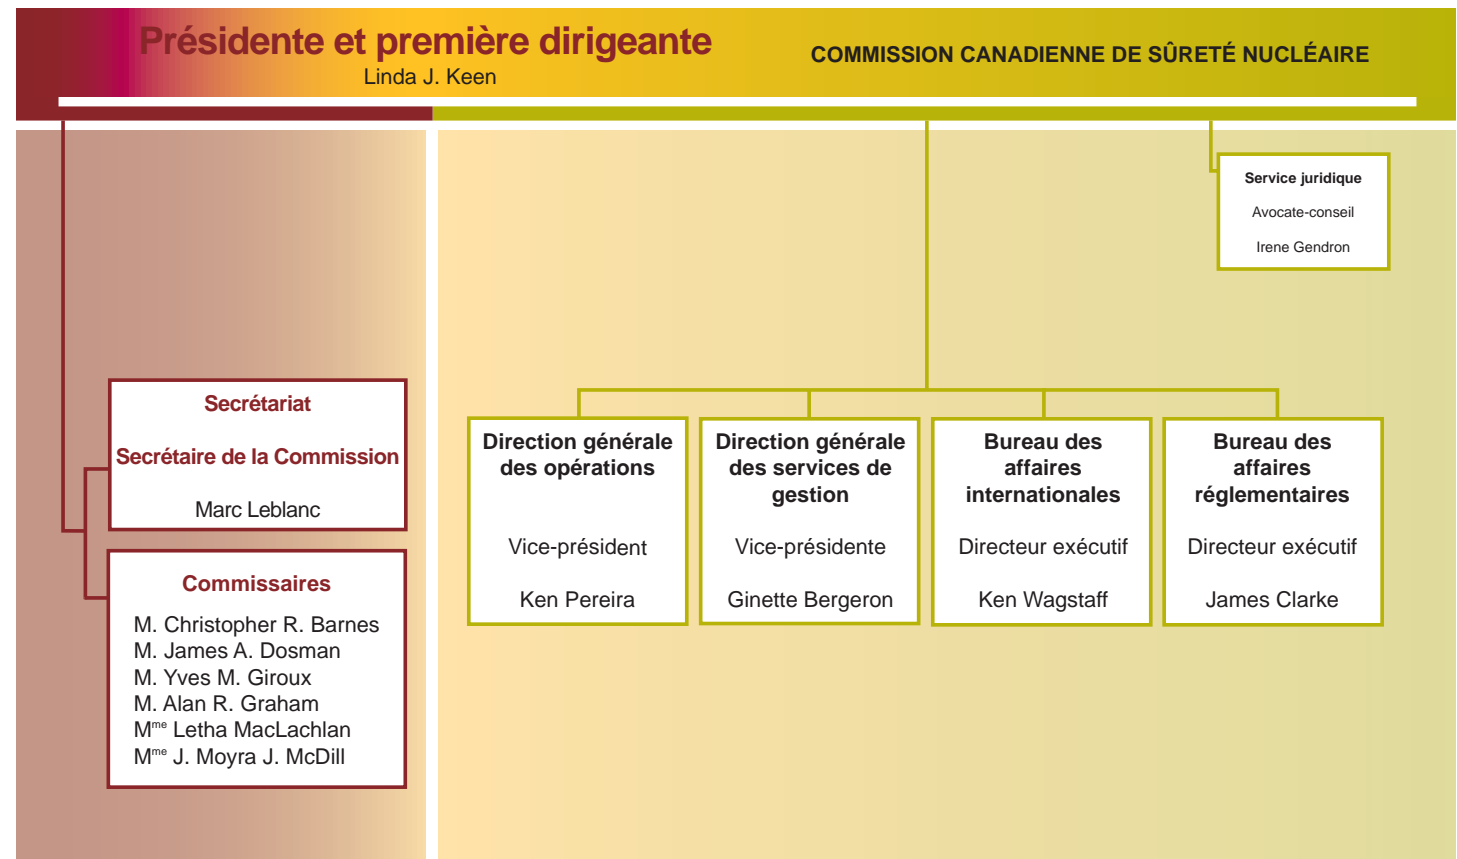 Présidente et première dirigeante
Linda J. Keen
COMMISSION CANADIENNE DE SÛRETÉ NUCLÉAIRE
Service juridique
Avocate-conseil
Irene Gendron
Secrétariat
Secrétaire de la Commission
Marc Leblanc
Commissaires
M. Christopher R. Barnes
M. James A. Dosman
M. Yves M. Giroux
M. Alan R. Graham
Mme Letha MacLachlan
Mme J. Moyra J. McDill
Direction générale
des opérations
Vice-président
Ken Pereira
Direction générale
des services de
gestion
Vice-présidente
Ginette Bergeron
Bureau des
affaires
internationales
Directeur exécutif
Ken Wagstaff
Bureau des
affaires
réglementaires
Directeur exécutif
James Clarke